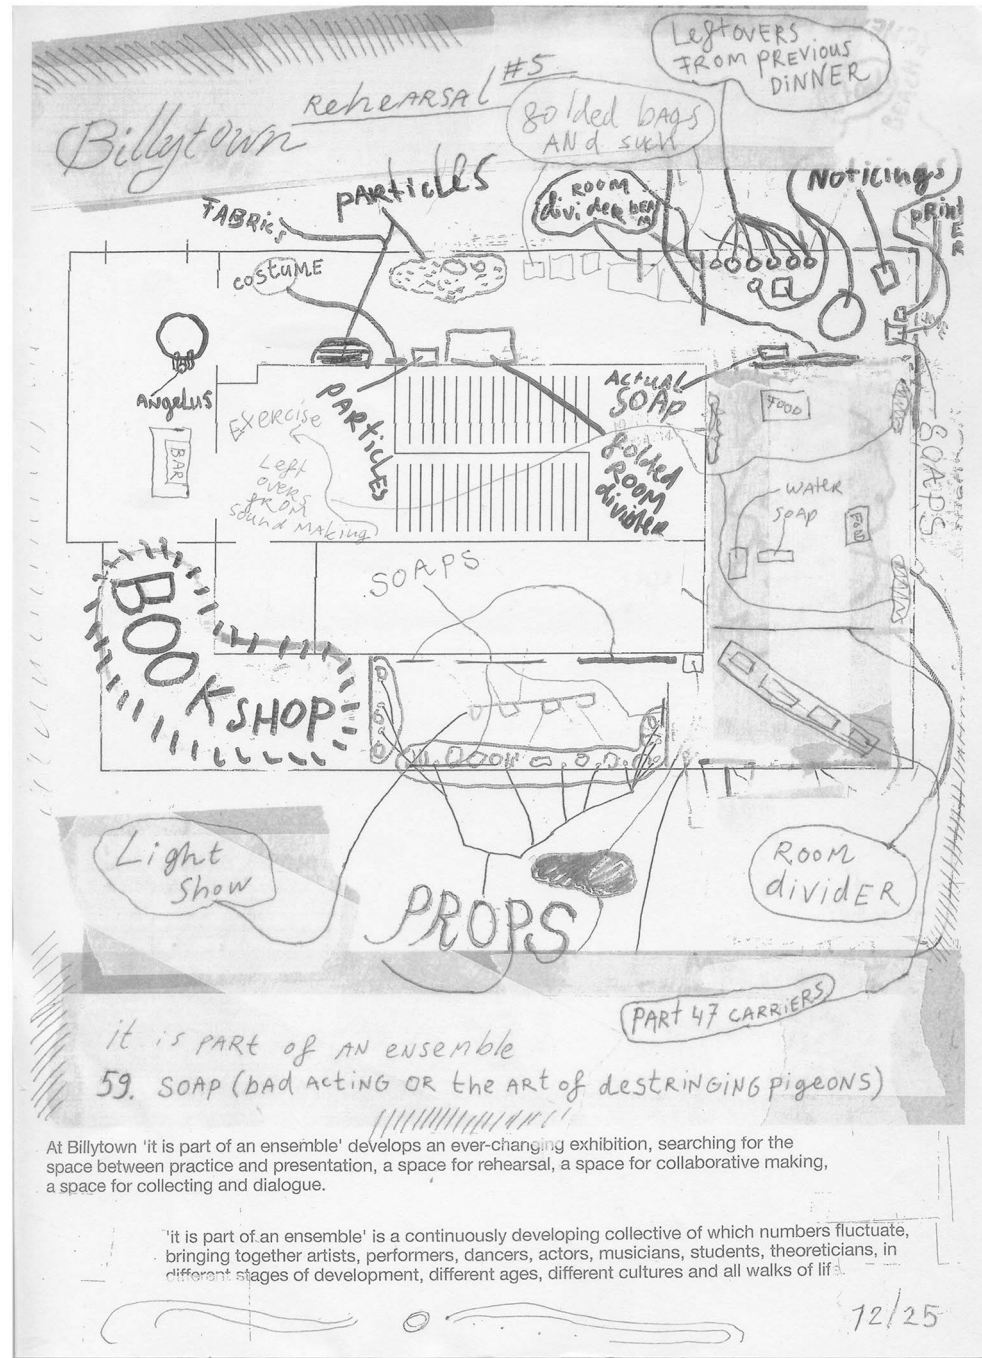 LEFtOVERS
FROM PREVIOUS
DINNER
REhEARSAL #5
Billytown
golded bAgs
ANd such
PARticLES
FABRics
ROOM
divider bEAM
NOticings
PRINtER
cOStUME
ANgELUS
BAR
PARticLES
ACtUAL
SOAP
FOOD
EXERcise
LEFt
OVERS
FROM
SOUNd MAKiNg
golded
ROOM
divider
SOAPS
WAtER
SOAP
FOOD
SOAPS
BOOKSHOP
Light
Show
PROPS
ROOM
dividER
PARt 47 CARRiERS
it is PARt of AN ENSEMbLE
59. SOAP (bAd ActiNG OR thE ARt of dEStRiNGiNG pigEONS)
At Billytown 'it is part of an ensemble' develops an ever-changing exhibition, searching for the
space between practice and presentation, a space for rehearsal, a space for collaborative making,
a space for collecting and dialogue.
'it is part of an ensemble' is a continuously developing collective of which numbers fluctuate,
bringing together artists, performers, dancers, actors, musicians, students, theoreticians, in
different stages of development, different ages, different cultures and all walks of life.
12/25